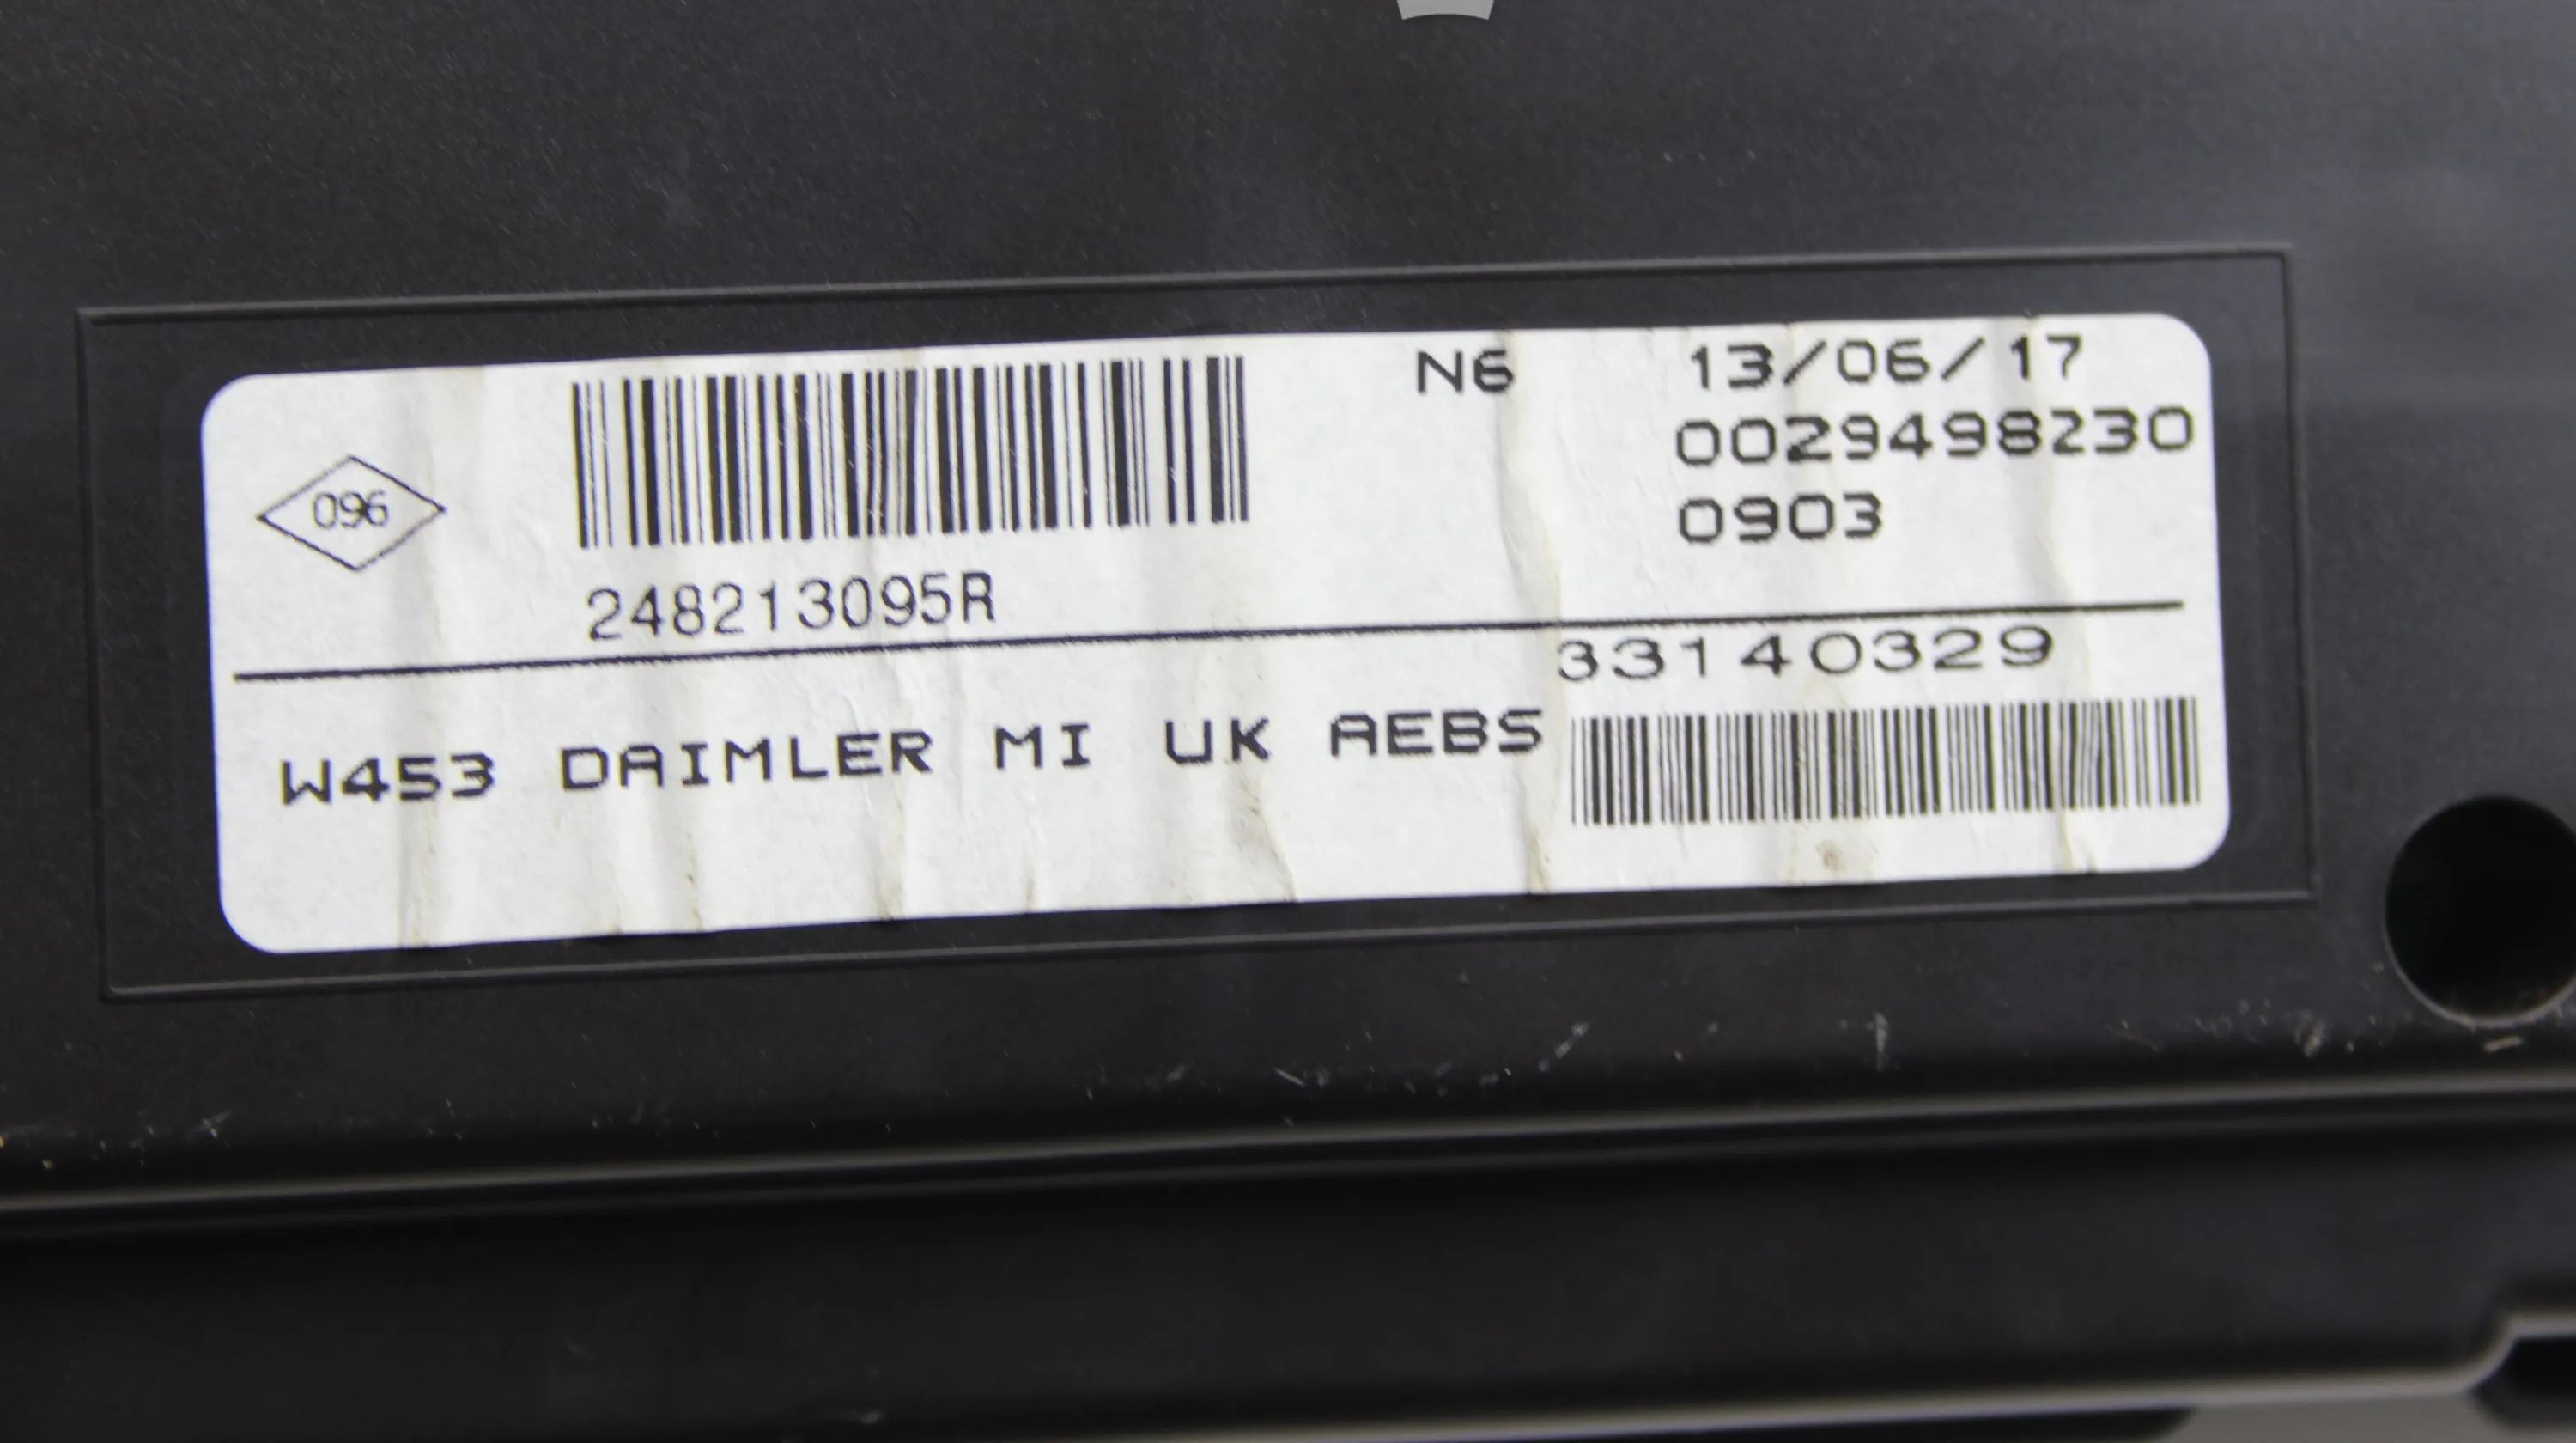 N6 13/06/17
0029498230
096
0903
248213095R
33140329
W453 DAIMLER MI UK AEBS